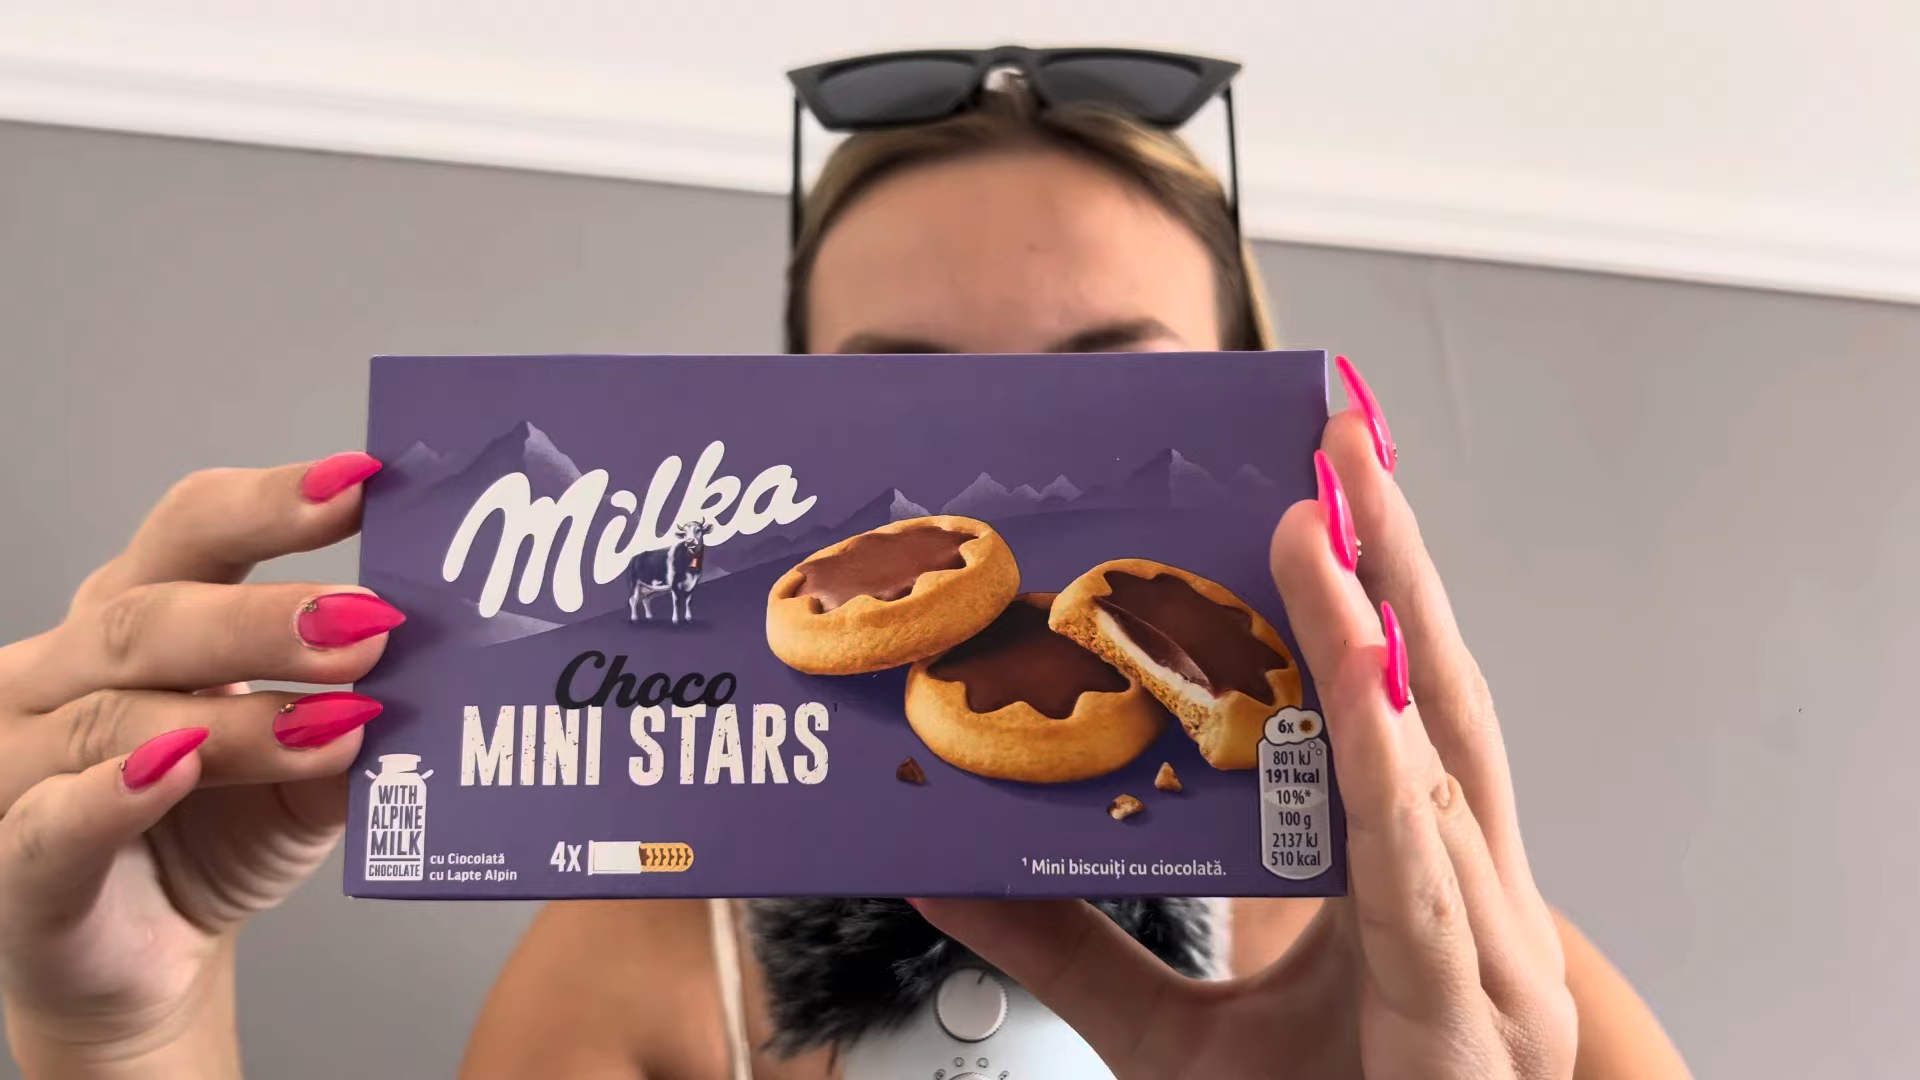 Milka
Choco
MINI STARS¹
WITH
ALPINE
MILK
CHOCOLATE
cu Ciocolată
cu Lapte Alpin
4x
¹ Mini biscuiți cu ciocolată.
6x
801 kJ
191 kcal
10%*
100 g
2137 kJ
510 kcal